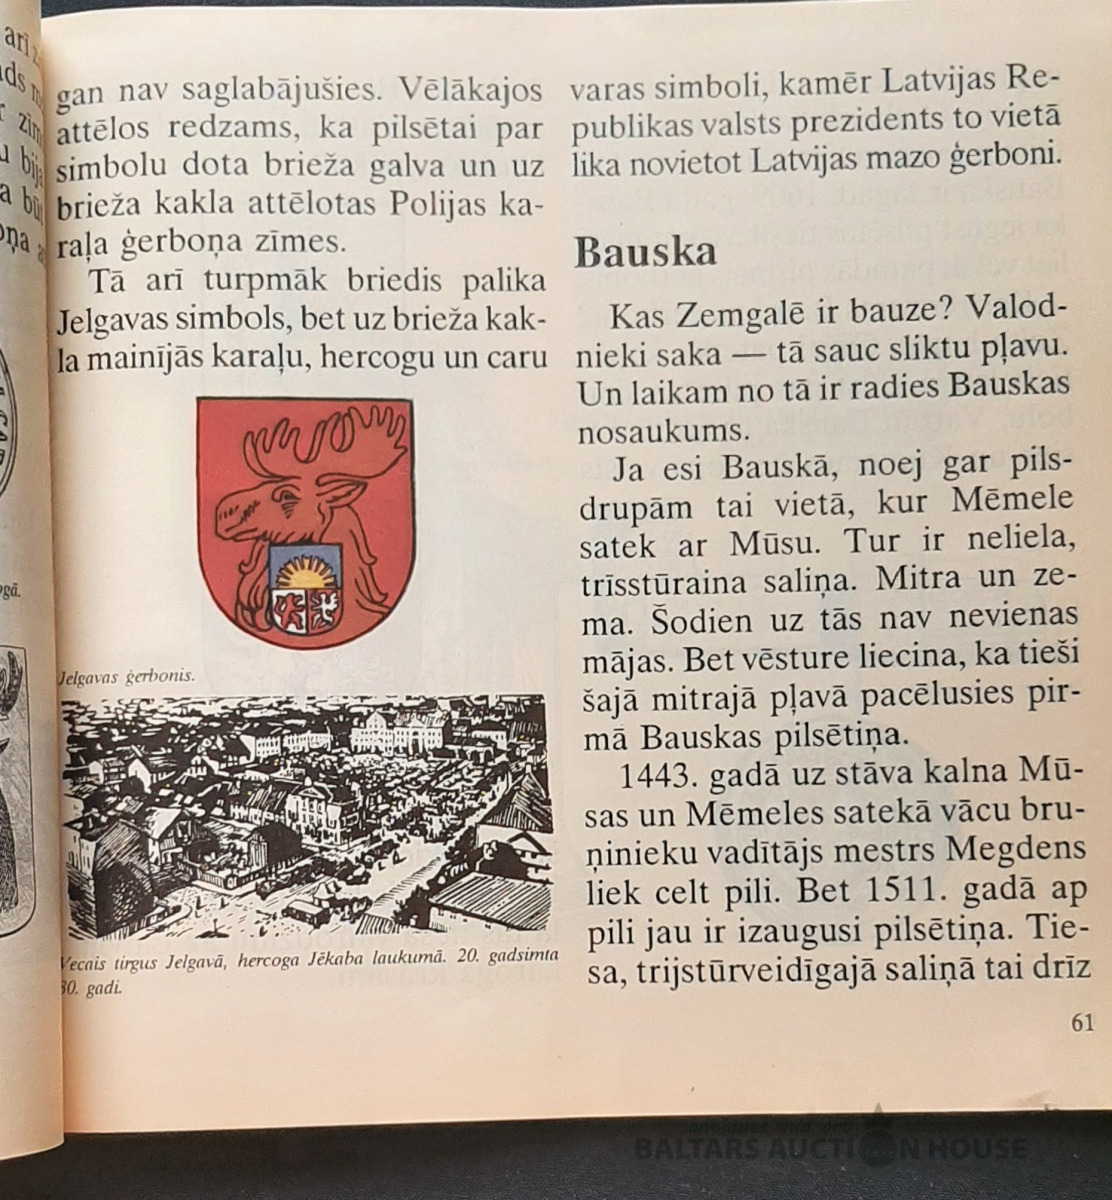 gan nav saglabājušies. Vēlākajos
attēlos redzams, ka pilsētai par
simbolu dota brieža galva un uz
brieža kakla attēlotas Polijas ka-
raļa ģerboņa zīmes.
Tā arī turpmāk briedis palika
Jelgavas simbols, bet uz brieža kak-
la mainījās karaļu, hercogu un caru
Jelgavas ģerbonis.
Vecais tirgus Jelgavā, hercoga Jēkaba laukumā. 20. gadsimta
30. gadi.
varas simboli, kamēr Latvijas Re-
publikas valsts prezidents to vietā
lika novietot Latvijas mazo ģerboni.
Bauska
Kas Zemgalē ir bauze? Valod-
nieki saka — tā sauc sliktu pļavu.
Un laikam no tā ir radies Bauskas
nosaukums.
Ja esi Bauskā, noej gar pils-
drupām tai vietā, kur Mēmele
satek ar Mūsu. Tur ir neliela,
trīsstūraina saliņa. Mitra un ze-
ma. Šodien uz tās nav nevienas
mājas. Bet vēsture liecina, ka tieši
šajā mitrajā pļavā pacēlusies pir-
mā Bauskas pilsētiņa.
1443. gadā uz stāva kalna Mū-
sas un Mēmeles satekā vācu bru-
ņinieku vadītājs mestrs Megdens
liek celt pili. Bet 1511. gadā ap
pili jau ir izaugusi pilsētiņa. Tie-
sa, trijstūrveidīgajā saliņā tai drīz
61
antiques and art
BALTARS AUCTION HOUSE